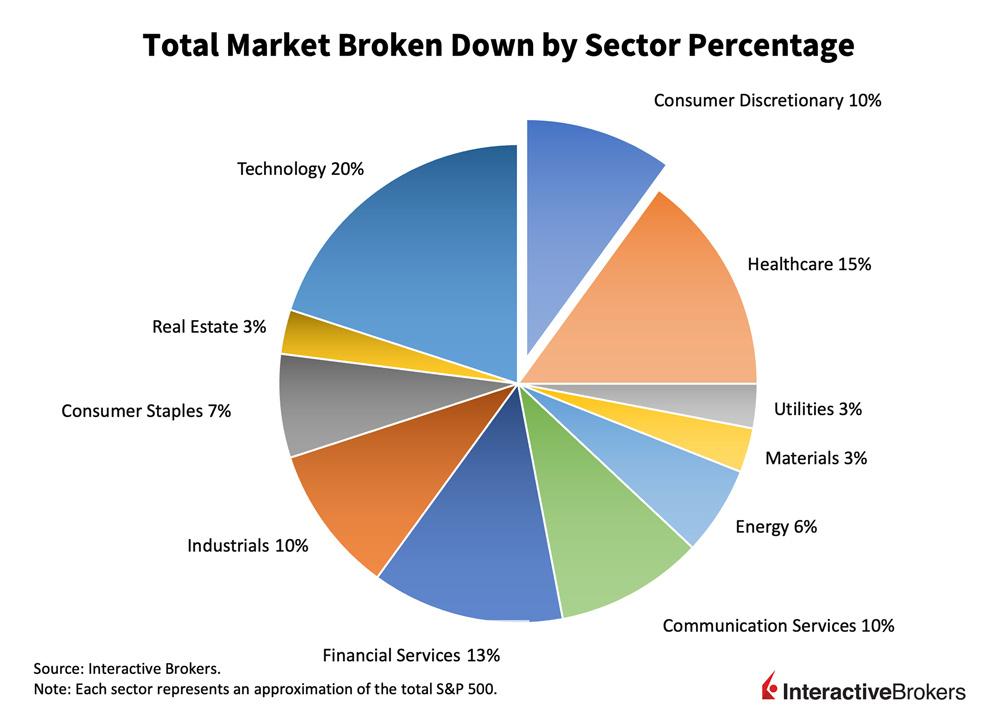 Total Market Broken Down by Sector Percentage
Consumer Discretionary 10%
Technology 20%
Healthcare 15%
Real Estate 3%
Consumer Staples 7%
Utilities 3%
Materials 3%
Energy 6%
Industrials 10%
Communication Services 10%
Financial Services 13%
Source: Interactive Brokers.
Note: Each sector represents an approximation of the total S&P 500.
InteractiveBrokers